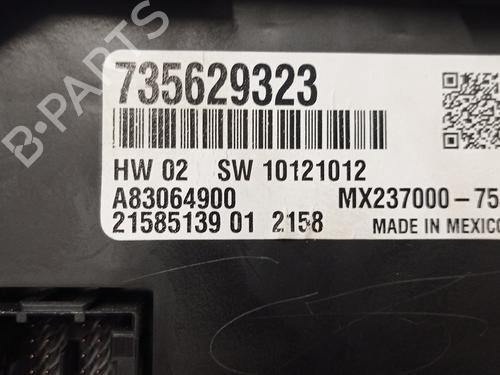 B-PARTS
735629323
HW 02 SW 10121012
A83064900 MX237000-75
21585139 01 2158 MADE IN MEXICO